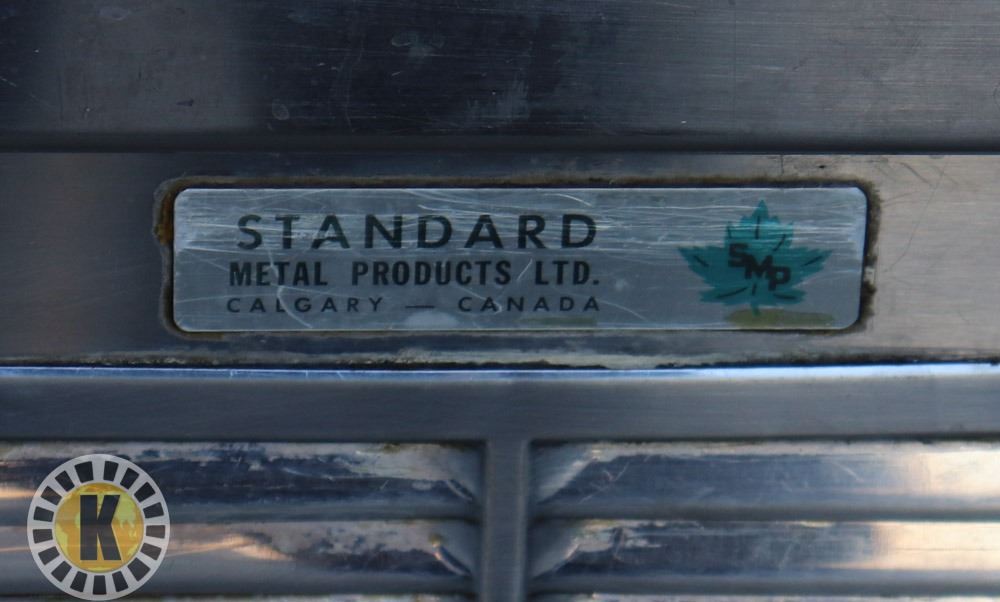 STANDARD
METAL PRODUCTS LTD.
CALGARY — CANADA
SMP
K